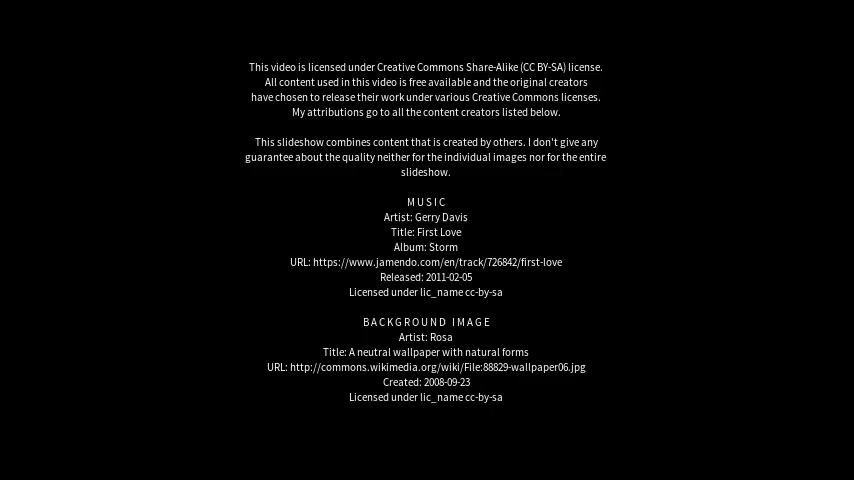 This video is licensed under Creative Commons Share-Alike (CC BY-SA) license.
All content used in this video is free available and the original creators
have chosen to release their work under various Creative Commons licenses.
My attributions go to all the content creators listed below.
This slideshow combines content that is created by others. I don't give any
guarantee about the quality neither for the individual images nor for the entire
slideshow.
MUSIC
Artist: Gerry Davis
Title: First Love
Album: Storm
URL: https://www.jamendo.com/en/track/726842/first-love
Released: 2011-02-05
Licensed under lic_name cc-by-sa
BACKGROUND IMAGE
Artist: Rosa
Title: A neutral wallpaper with natural forms
URL: http://commons.wikimedia.org/wiki/File:88829-wallpaper06.jpg
Created: 2008-09-23
Licensed under lic_name cc-by-sa